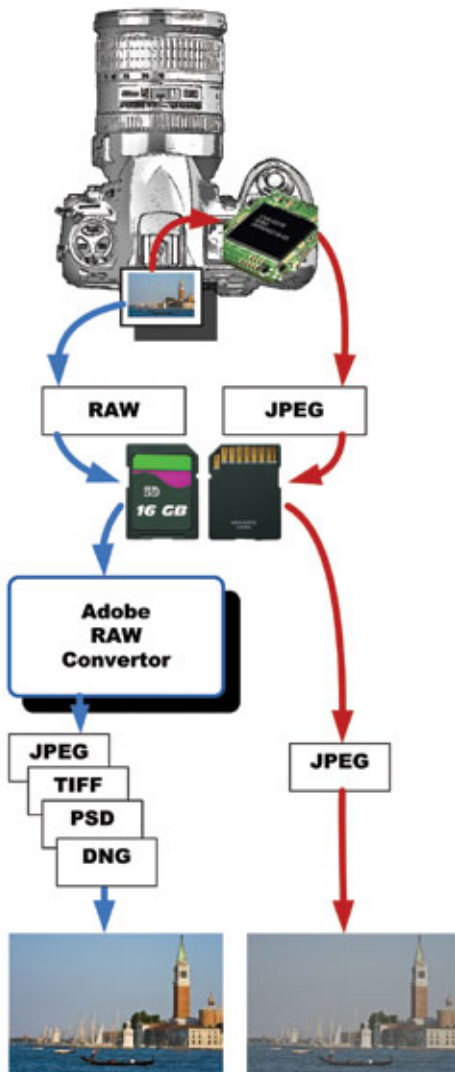 RAW
JPEG
SD
16 GB
Adobe
RAW
Convertor
JPEG
TIFF
PSD
DNG
JPEG